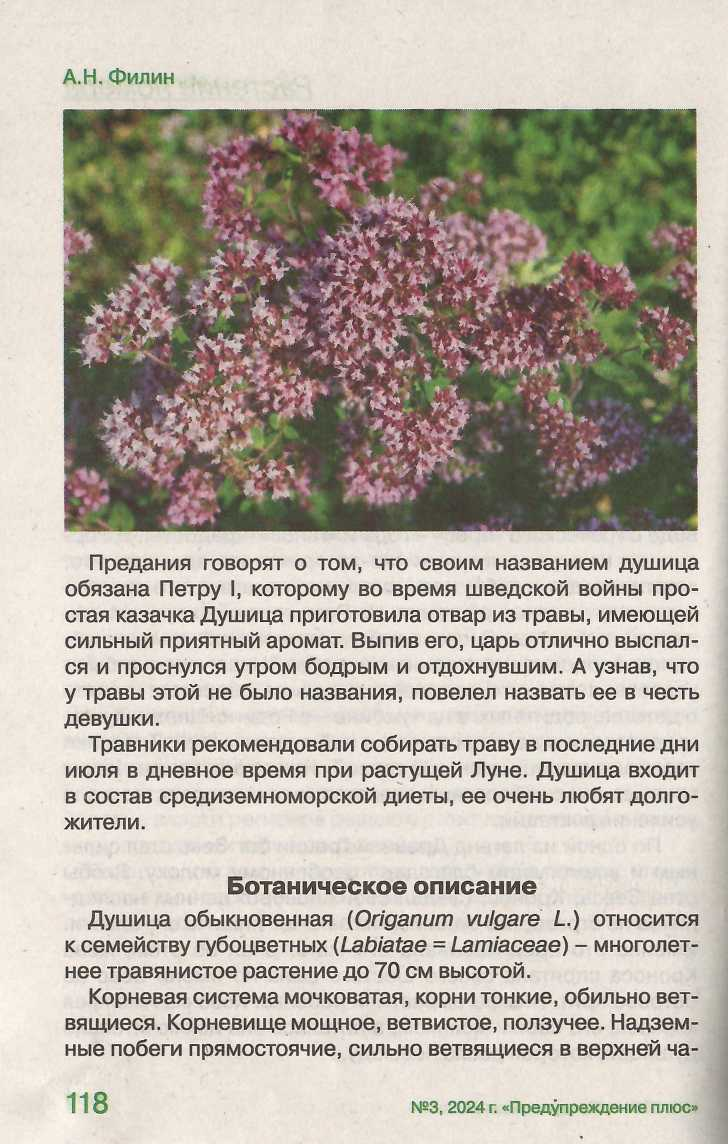 А.Н. Филин
Предания говорят о том, что своим названием душица
обязана Петру I, которому во время шведской войны про-
стая казачка Душица приготовила отвар из травы, имеющей
сильный приятный аромат. Выпив его, царь отлично выспал-
ся и проснулся утром бодрым и отдохнувшим. А узнав, что
у травы этой не было названия, повелел назвать ее в честь
девушки.
Травники рекомендовали собирать траву в последние дни
июля в дневное время при растущей Луне. Душица входит
в состав средиземноморской диеты, ее очень любят долго-
жители.
Ботаническое описание
Душица обыкновенная (Origanum vulgare L.) относится
к семейству губоцветных (Labiatae = Lamiaceae) – многолет-
нее травянистое растение до 70 см высотой.
Корневая система мочковатая, корни тонкие, обильно вет-
вящиеся. Корневище мощное, ветвистое, ползучее. Надзем-
ные побеги прямостоячие, сильно ветвящиеся в верхней ча-
118
№3, 2024 г. «Предупреждение плюс»